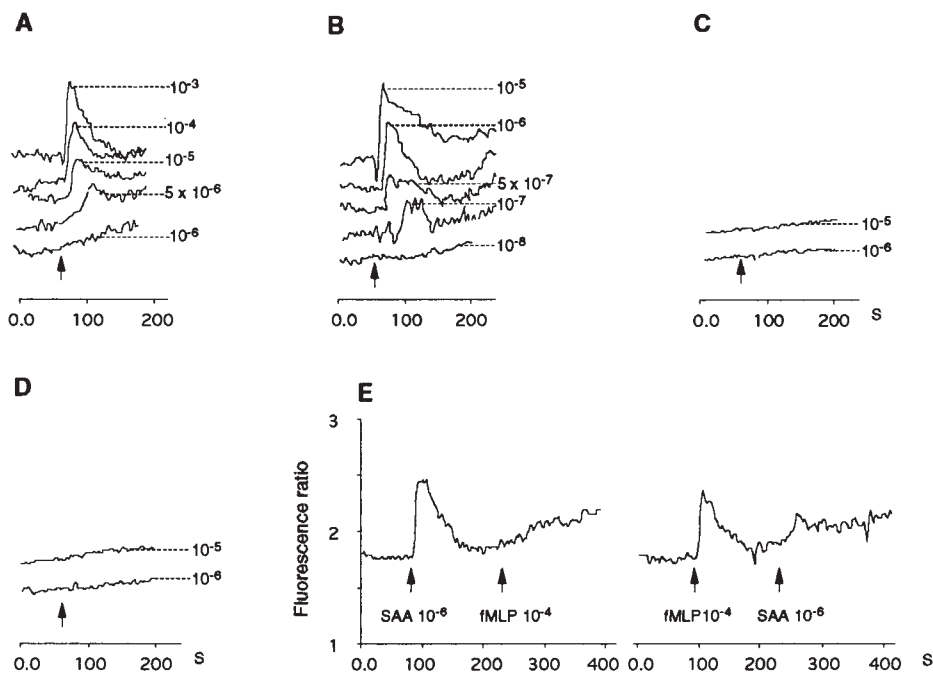 A
10⁻³
10⁻⁴
10⁻⁵
5 x 10⁻⁶
10⁻⁶
0.0 100 200
B
10⁻⁵
10⁻⁶
5 x 10⁻⁷
10⁻⁷
10⁻⁸
0.0 100 200
C
10⁻⁵
10⁻⁶
0.0 100 200 S
D
10⁻⁵
10⁻⁶
0.0 100 200 S
E
Fluorescence ratio
3
2
1
SAA 10⁻⁶ fMLP 10⁻⁴
0.0 100 200 300 400
fMLP 10⁻⁴ SAA 10⁻⁶
0.0 100 200 300 400 S